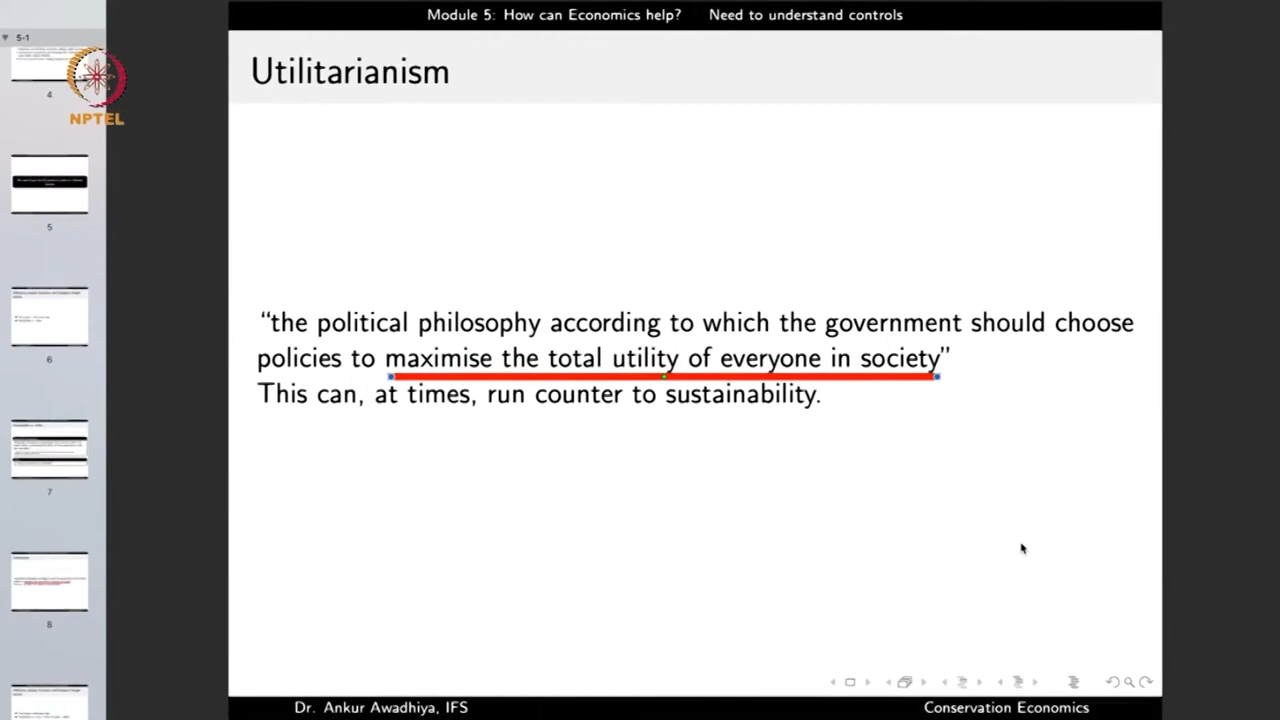 Module 5: How can Economics help? Need to understand controls
5-1
NPTEL
4
5
6
7
8
Utilitarianism
“the political philosophy according to which the government should choose
policies to maximise the total utility of everyone in society”
This can, at times, run counter to sustainability.
Dr. Ankur Awadhiya, IFS
Conservation Economics